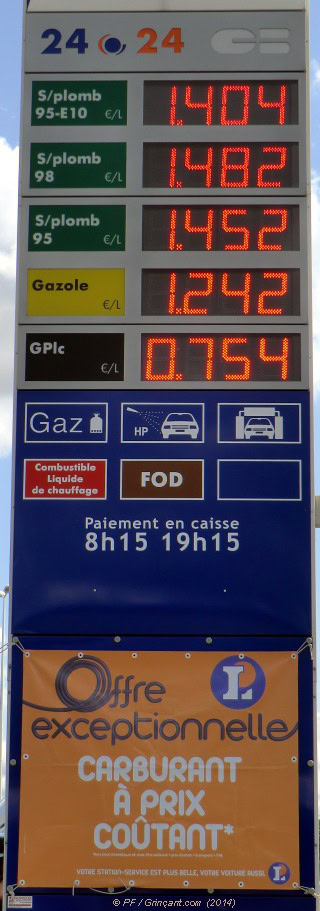 24 24
S/plomb
95-E10 €/L
1.404
S/plomb
98 €/L
1.482
S/plomb
95 €/L
1.452
Gazole
€/L
1.242
GPlc
€/L
0.754
Gaz
HP
Combustible
Liquide
de chauffage
FOD
Paiement en caisse
8h15 19h15
Offre
exceptionnelle
L
CARBURANT
À PRIX
COÛTANT*
VOTRE STATION-SERVICE EST PLUS BELLE, VOTRE VOITURE AUSSI.
L
© PF / Grinçant.com (2014)